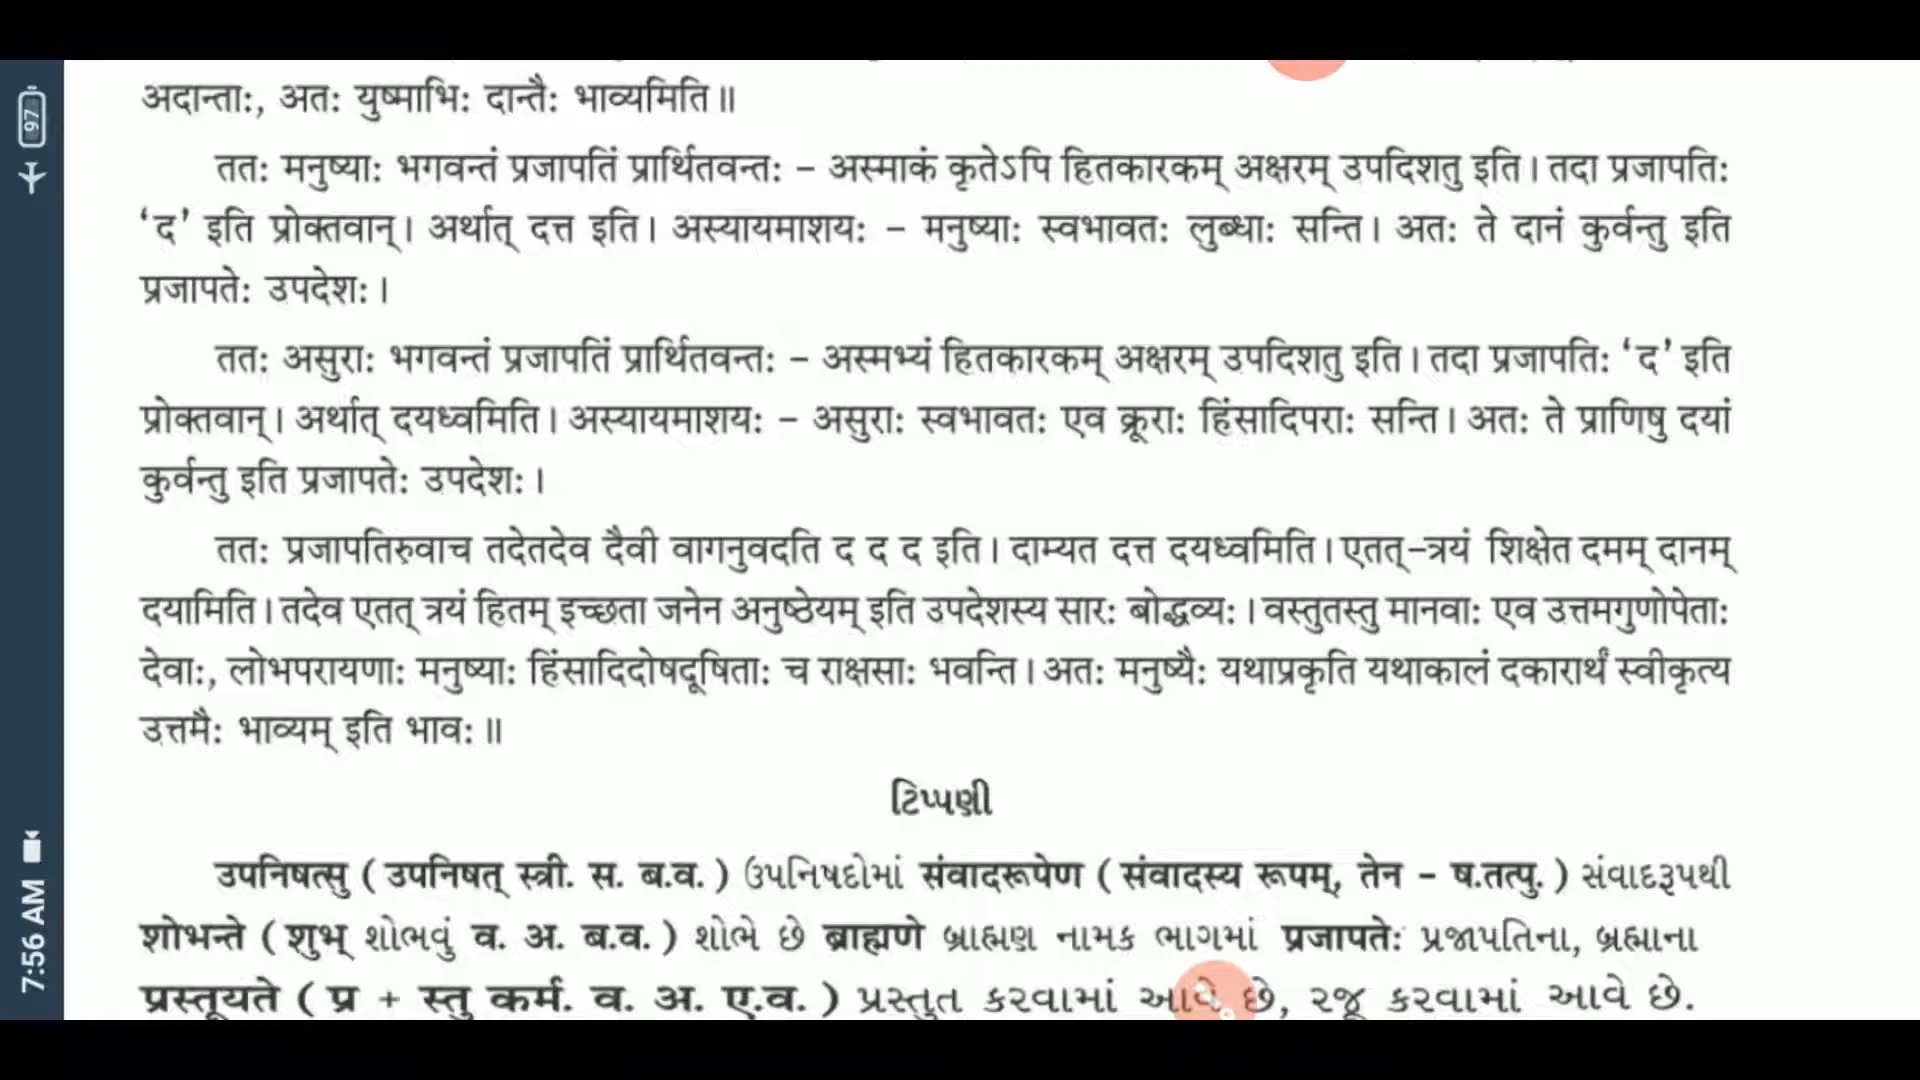 अदान्ताः, अतः युष्माभिः दान्तैः भाव्यमिति ॥
ततः मनुष्याः भगवन्तं प्रजापतिं प्रार्थितवन्तः – अस्माकं कृतेऽपि हितकारकम् अक्षरम् उपदिशतु इति । तदा प्रजापतिः
‘द’ इति प्रोक्तवान् । अर्थात् दत्त इति । अस्यायमाशयः – मनुष्याः स्वभावतः लुब्धाः सन्ति । अतः ते दानं कुर्वन्तु इति
प्रजापतेः उपदेशः ।
ततः असुराः भगवन्तं प्रजापतिं प्रार्थितवन्तः – अस्मभ्यं हितकारकम् अक्षरम् उपदिशतु इति । तदा प्रजापतिः ‘द’ इति
प्रोक्तवान् । अर्थात् दयध्वमिति । अस्यायमाशयः – असुराः स्वभावतः एव क्रूराः हिंसादिपराः सन्ति । अतः ते प्राणिषु दयां
कुर्वन्तु इति प्रजापतेः उपदेशः ।
ततः प्रजापतिरुवाच तदेतदेव दैवी वागनुवदति द द द इति । दाम्यत दत्त दयध्वमिति । एतत्-त्रयं शिक्षेत दमम् दानम्
दयामिति । तदेव एतत् त्रयं हितम् इच्छता जनेन अनुष्ठेयम् इति उपदेशस्य सारः बोद्धव्यः । वस्तुतस्तु मानवाः एव उत्तमगुणोपेताः
देवाः, लोभपरायणाः मनुष्याः हिंसादिदोषदूषिताः च राक्षसाः भवन्ति । अतः मनुष्यैः यथाप्रकृति यथाकालं दकारार्थं स्वीकृत्य
उत्तमैः भाव्यम् इति भावः ॥
ટિપ્પણી
उपनिषत्सु ( उपनिषत् स्त्री. स. ब.व. ) ઉપનિષદોમાં संवादरूपेण ( संवादस्य रूपम्, तेन – ष.तत्पु. ) સંવાદરૂપથી
शोभन्ते ( शुभ् શોભવું व. अ. ब.व. ) શોભે છે ब्राह्मणे બ્રાહ્મણ નામક ભાગમાં प्रजापतेः પ્રજાપતિના, બ્રહ્માના
प्रस्तूयते ( प्र + स्तु कर्म. व. अ. ए.व. ) પ્રસ્તુત કરવામાં આવે છે, રજૂ કરવામાં આવે છે.
97
7:56 AM